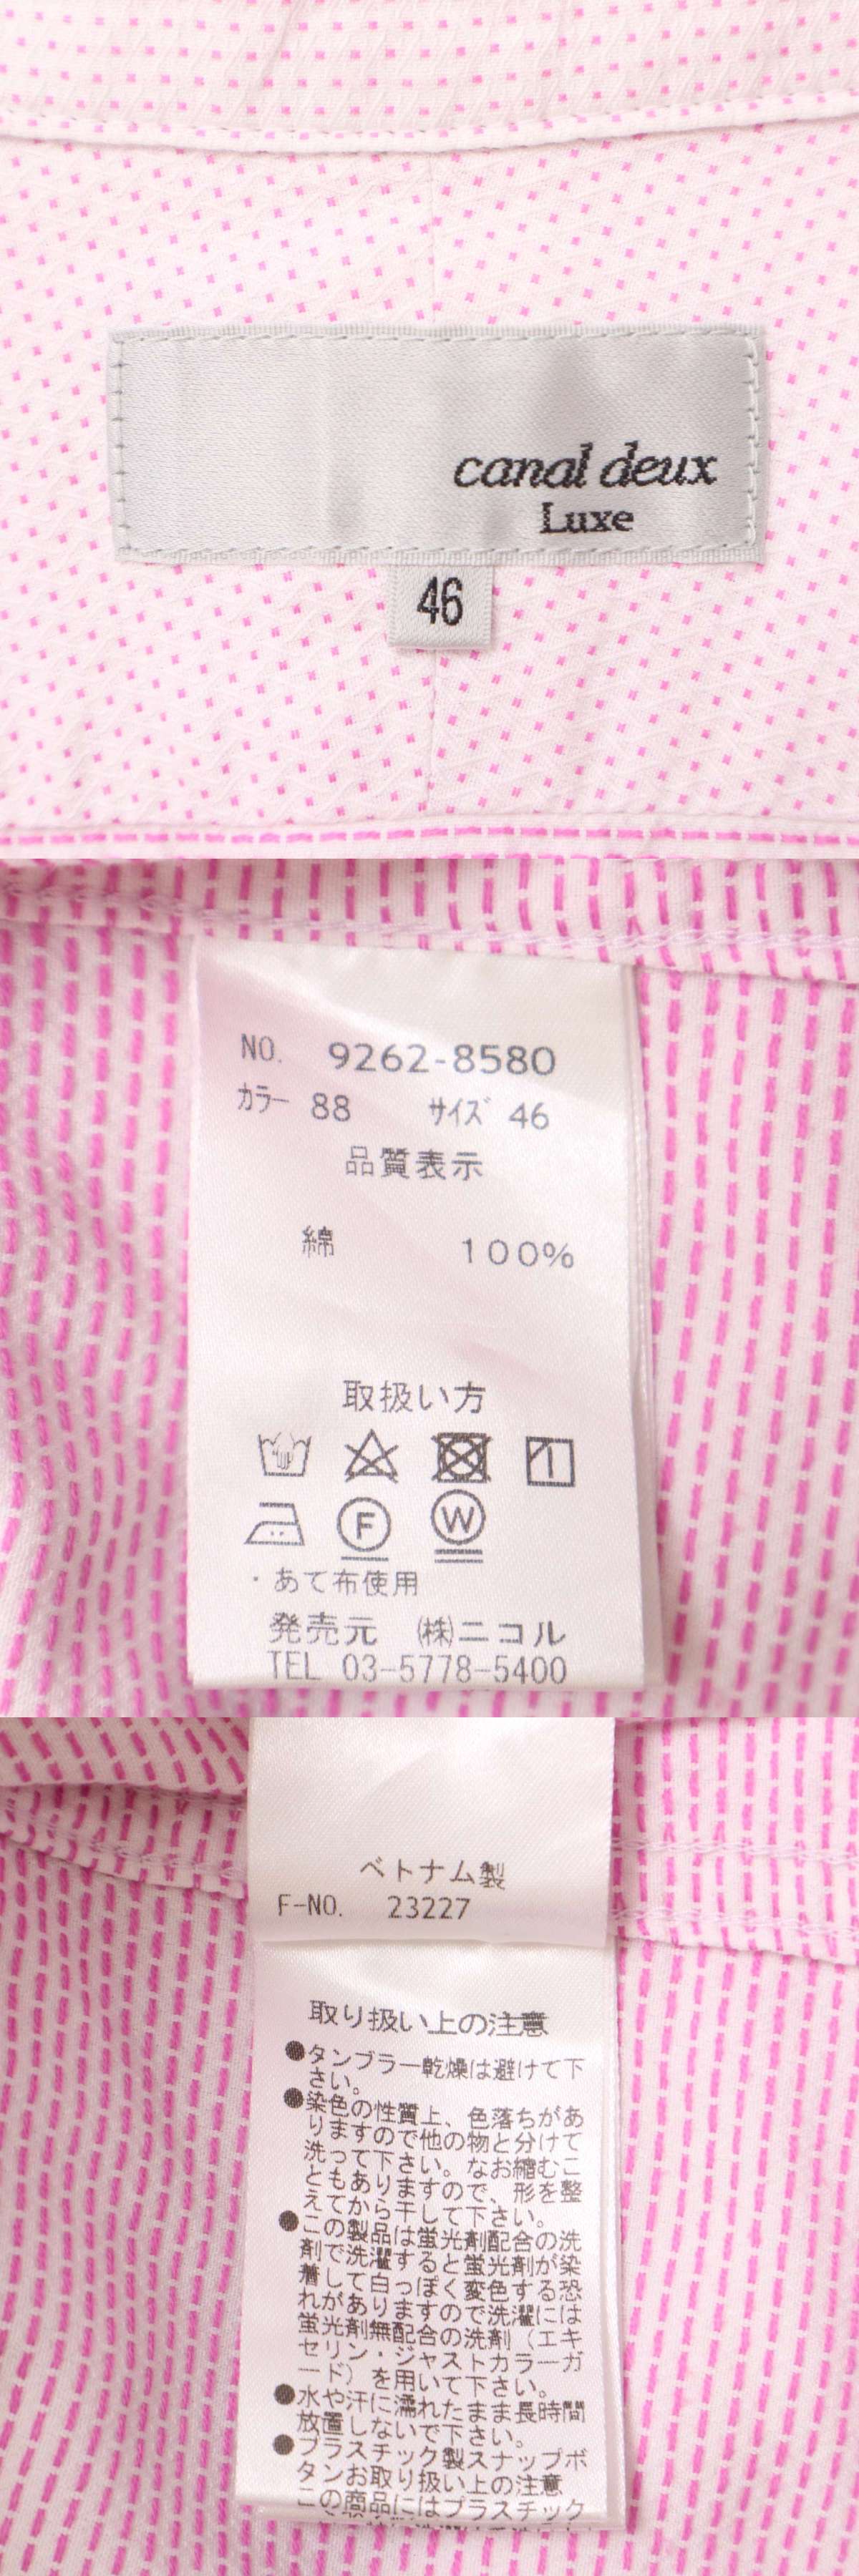 canal deux
Luxe
46
NO. 9262-8580
カラー 88 サイズ 46
品質表示
綿 100%
取扱い方
F W
・あて布使用
発売元 ㈱ニコル
TEL 03-5778-5400
ベトナム製
F-NO. 23227
取り扱い上の注意
●タンブラー乾燥は避けて下
さい。
●染色の性質上、色落ちがあ
りますので他の物と分けて
洗って下さい。なお縮むこ
ともありますので、形を整
えてから干して下さい。
●この製品は蛍光剤配合の洗
剤で洗濯すると蛍光剤が染
着して白っぽく変色する恐
れがありますので洗濯には
蛍光剤無配合の洗剤（エキ
セリン・ジャストカラーガ
ード）を用いて下さい。
●水や汗に濡れたまま長時間
放置しないで下さい。
●プラスチック製スナップボ
タンお取り扱い上の注意
この商品にはプラスチック